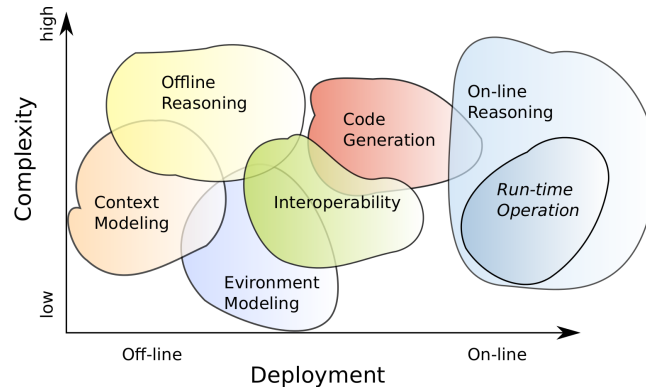 high
Complexity
low
Offline
Reasoning
Code
Generation
On-line
Reasoning
Context
Modeling
Interoperability
Run-time
Operation
Evironment
Modeling
Off-line
On-line
Deployment